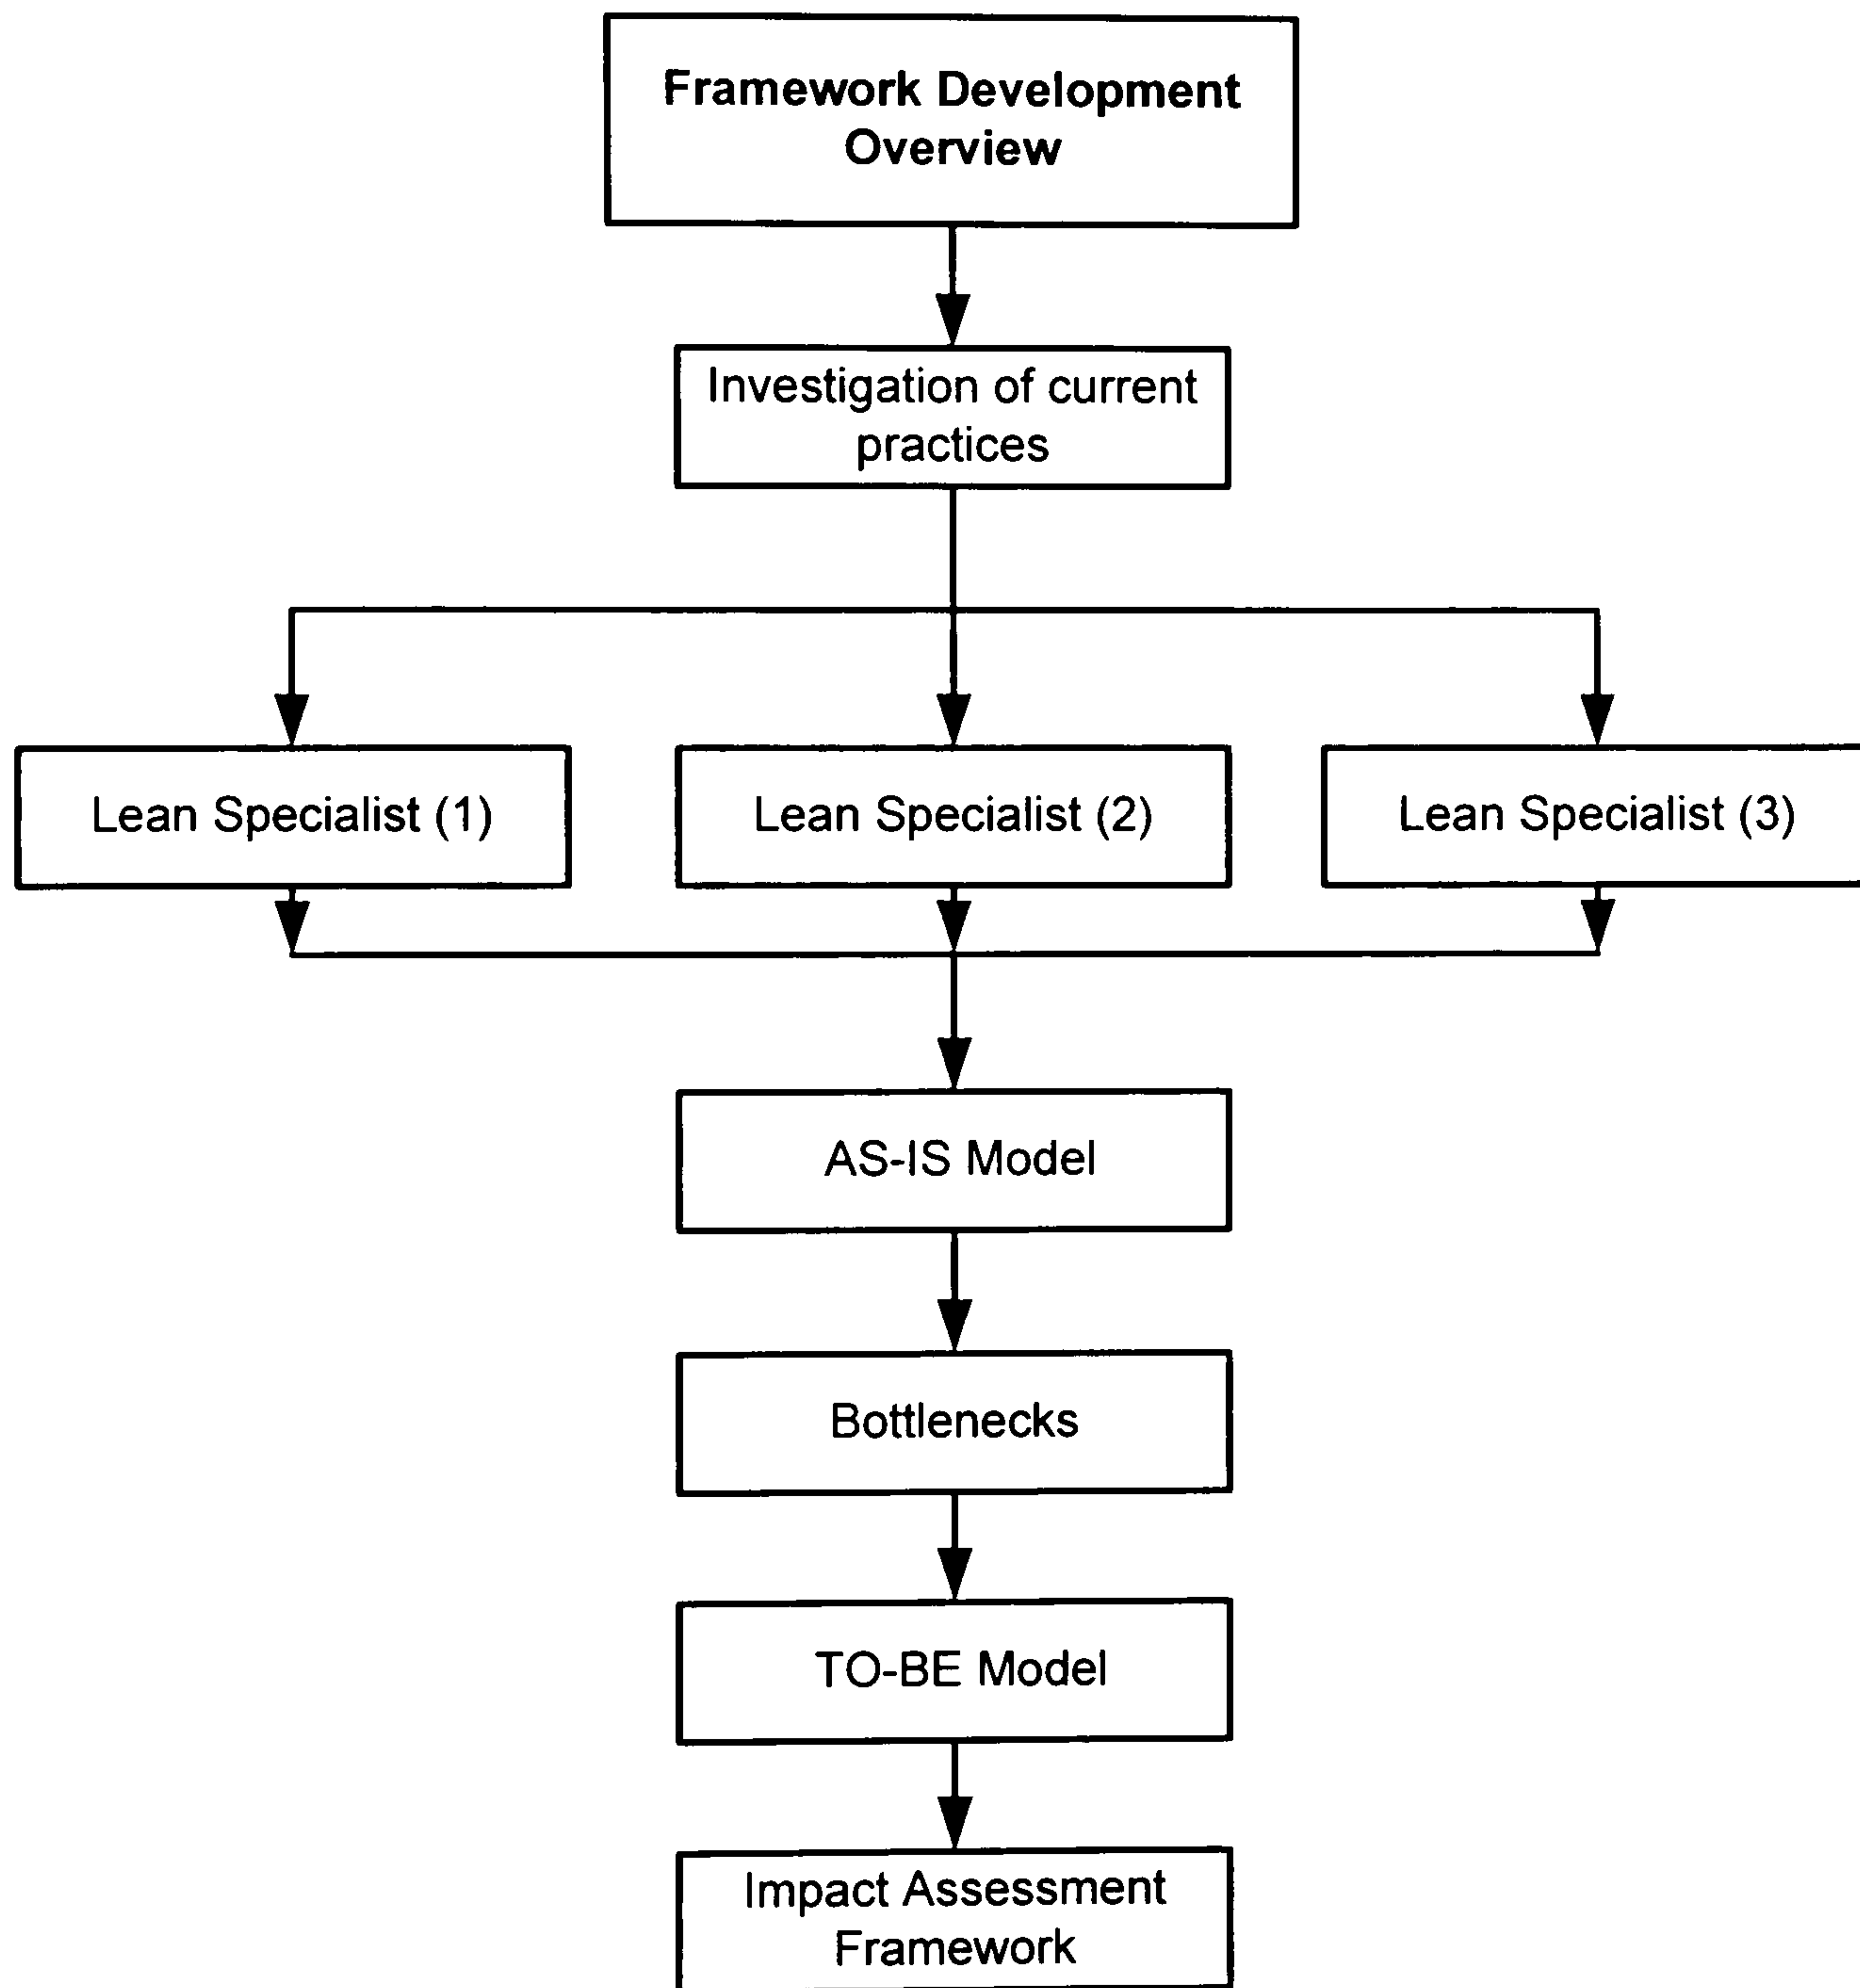 Framework Development
Overview
Investigation of current
practices
Lean Specialist (1)
Lean Specialist (2)
Lean Specialist (3)
AS-IS Model
Bottlenecks
TO-BE Model
Impact Assessment
Framework